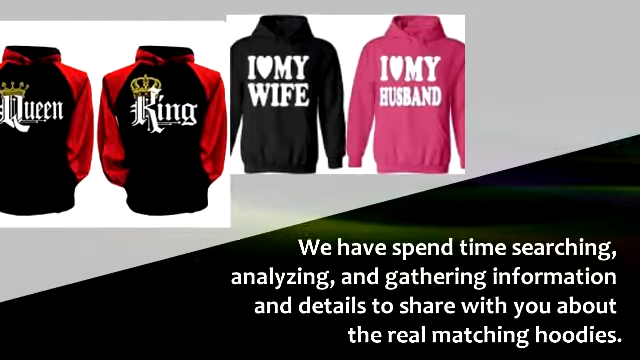 Queen
King
I♥MY
WIFE
I♥MY
HUSBAND
We have spend time searching,
analyzing, and gathering information
and details to share with you about
the real matching hoodies.